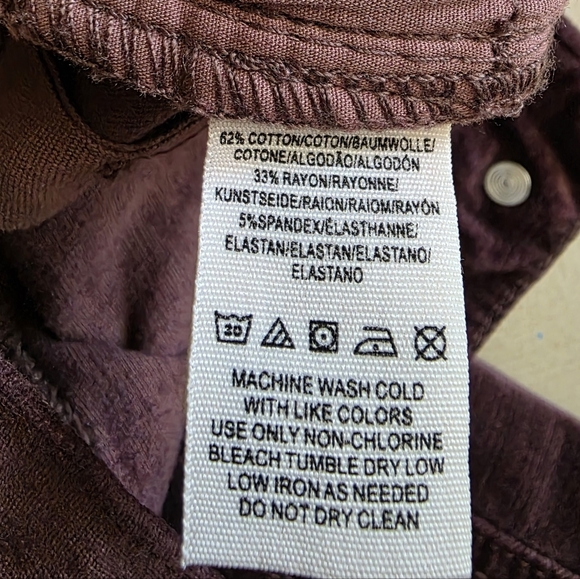 62% COTTON/COTON/BAUMWOLLE/
COTONE/ALGODÃO/ALGODÓN
33% RAYON/RAYONNE/
KUNSTSEIDE/RAION/RAIOM/RAYÓN
5%SPANDEX/ÉLASTHANNE/
ELASTAN/ELASTAN/ELASTANO/
ELASTANO
30
MACHINE WASH COLD
WITH LIKE COLORS
USE ONLY NON-CHLORINE
BLEACH TUMBLE DRY LOW
LOW IRON AS NEEDED
DO NOT DRY CLEAN